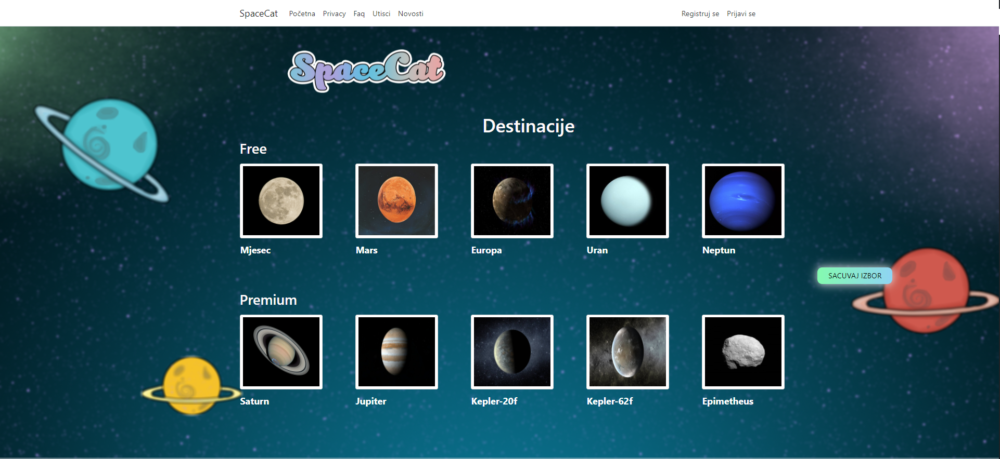 SpaceCat Početna Privacy Faq Utisci Novosti Registruj se Prijavi se
SpaceCat
Destinacije
Free
Mjesec Mars Europa Uran Neptun
SACUVAJ IZBOR
Premium
Saturn Jupiter Kepler-20f Kepler-62f Epimetheus